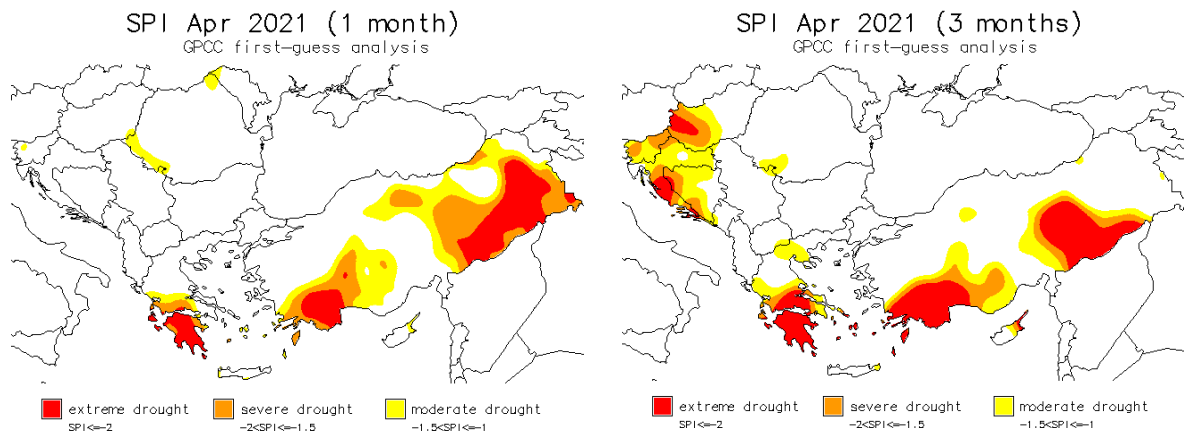 SPI Apr 2021 (1 month)
GPCC first-guess analysis
extreme drought
SPI<=-2
severe drought
-2<SPI<=-1.5
moderate drought
-1.5<SPI<=-1
SPI Apr 2021 (3 months)
GPCC first-guess analysis
extreme drought
SPI<=-2
severe drought
-2<SPI<=-1.5
moderate drought
-1.5<SPI<=-1